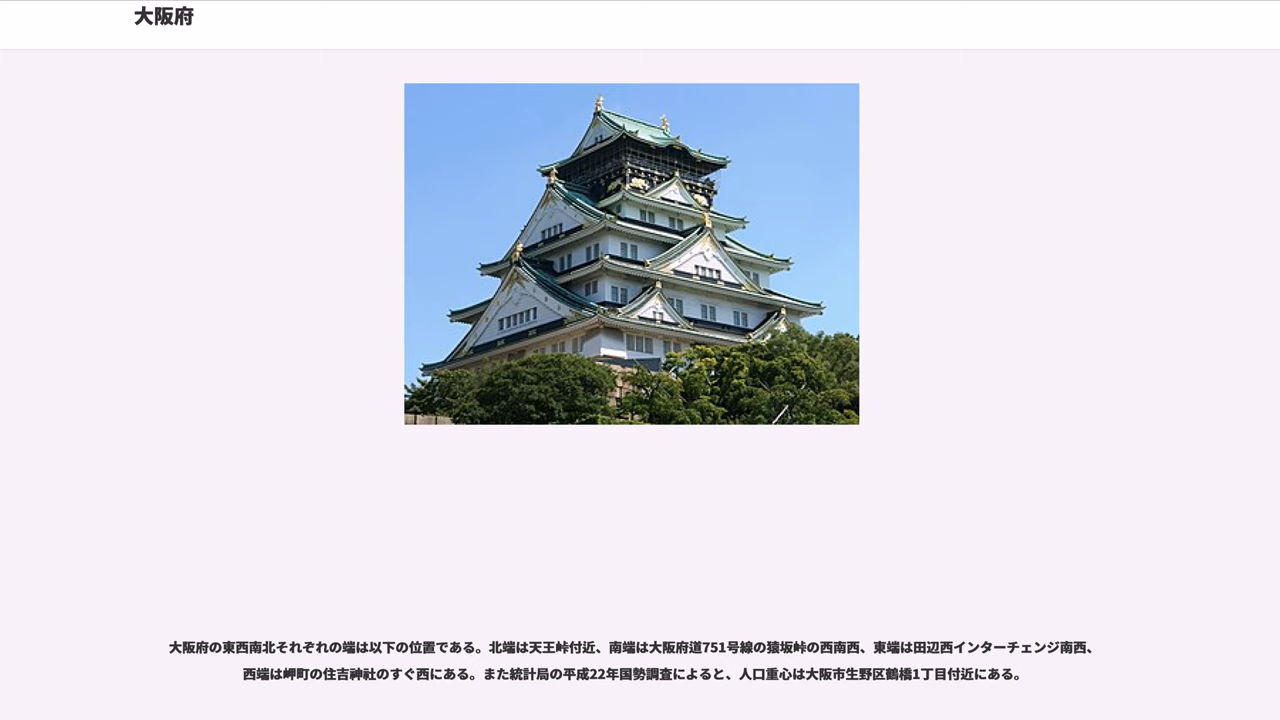 大阪府
大阪府の東西南北それぞれの端は以下の位置である。北端は天王峠付近、南端は大阪府道751号線の猿坂峠の西南西、東端は田辺西インターチェンジ南西、
西端は岬町の住吉神社のすぐ西にある。また統計局の平成22年国勢調査によると、人口重心は大阪市生野区鶴橋1丁目付近にある。